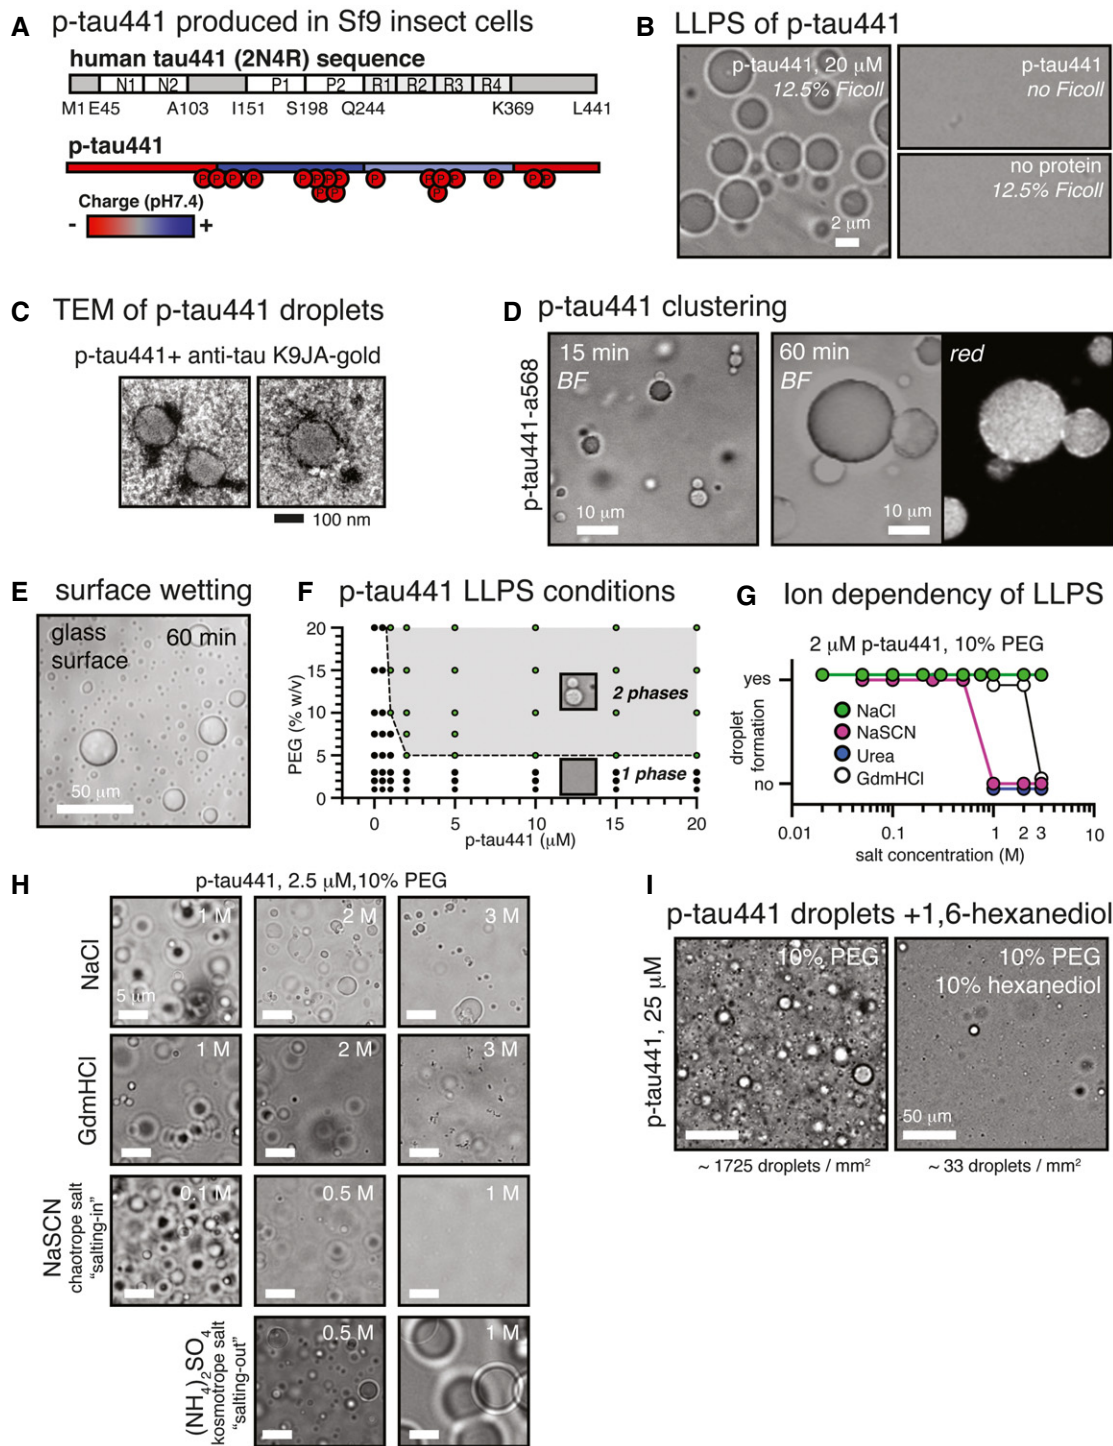 A p-tau441 produced in Sf9 insect cells
human tau441 (2N4R) sequence
N1 N2 P1 P2 R1 R2 R3 R4
M1 E45 A103 I151 S198 Q244 K369 L441
p-tau441
P P P P P P P P P P P P P P P P P P
Charge (pH7.4)
- +
B LLPS of p-tau441
p-tau441, 20 μM
12.5% Ficoll
2 μm
p-tau441
no Ficoll
no protein
12.5% Ficoll
C TEM of p-tau441 droplets
p-tau441+ anti-tau K9JA-gold
100 nm
D p-tau441 clustering
p-tau441-a568
15 min
BF
10 μm
60 min
BF
10 μm
red
E surface wetting
glass
surface
60 min
50 μm
F p-tau441 LLPS conditions
PEG (% w/v)
20
15
10
5
0
2 phases
1 phase
0 5 10 15 20
p-tau441 (μM)
G Ion dependency of LLPS
2 μM p-tau441, 10% PEG
droplet
formation
yes
no
NaCl
NaSCN
Urea
GdmHCl
0.01 0.1 1 2 3 10
salt concentration (M)
H
p-tau441, 2.5 μM,10% PEG
NaCl
1 M
5 μm
2 M
3 M
GdmHCl
1 M
2 M
3 M
NaSCN
chaotrope salt
“salting-in”
0.1 M
0.5 M
1 M
(NH4)2SO4
kosmotrope salt
“salting-out”
0.5 M
1 M
I
p-tau441 droplets +1,6-hexanediol
p-tau441, 25 μM
10% PEG
10% PEG
10% hexanediol
50 μm
~ 1725 droplets / mm²
~ 33 droplets / mm²